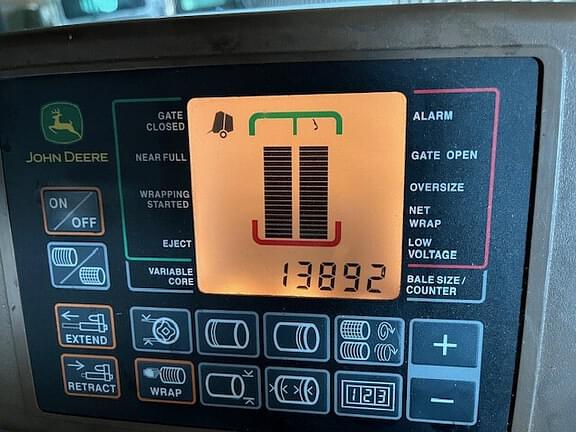 JOHN DEERE
ON
OFF
EXTEND
RETRACT
GATE
CLOSED
NEAR FULL
WRAPPING
STARTED
EJECT
VARIABLE
CORE
13892
ALARM
GATE OPEN
OVERSIZE
NET
WRAP
LOW
VOLTAGE
BALE SIZE/
COUNTER
WRAP
123
+
−